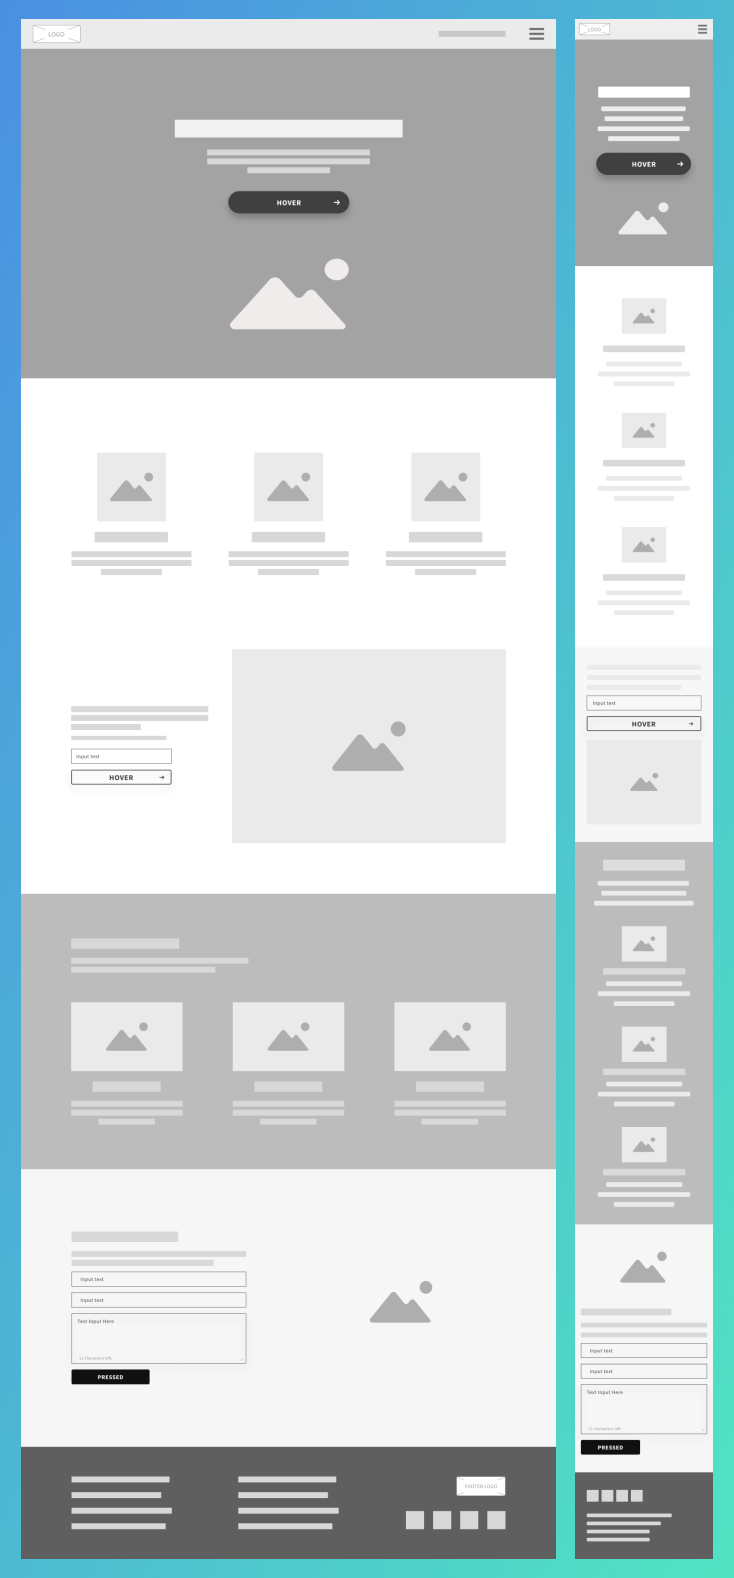 LOGO
HOVER
Input text
HOVER
Input text
Input text
Text Input Here
12 characters left.
PRESSED
FOOTER LOGO
LOGO
HOVER
Input text
HOVER
Input text
Input text
Text Input Here
12 characters left.
PRESSED